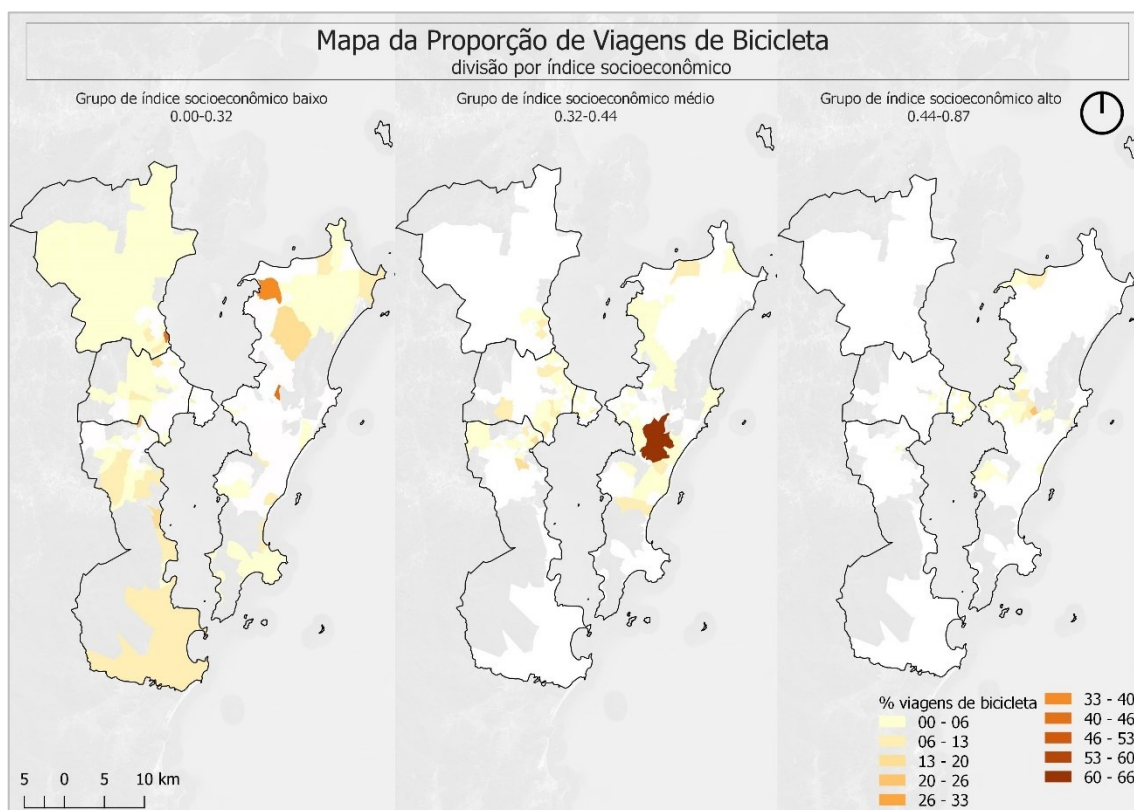 Mapa da Proporção de Viagens de Bicicleta
divisão por índice socioeconômico
Grupo de índice socioeconômico baixo
0.00-0.32
Grupo de índice socioeconômico médio
0.32-0.44
Grupo de índice socioeconômico alto
0.44-0.87
% viagens de bicicleta
00 - 06
06 - 13
13 - 20
20 - 26
26 - 33
33 - 40
40 - 46
46 - 53
53 - 60
60 - 66
5 0 5 10 km